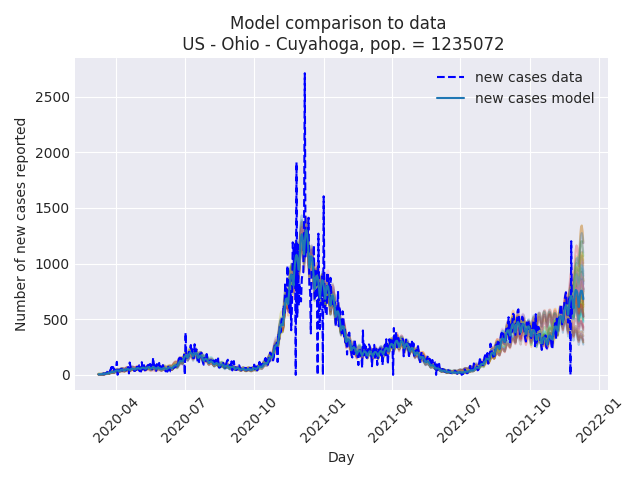 Model comparison to data
US - Ohio - Cuyahoga, pop. = 1235072
new cases data
new cases model
Number of new cases reported
2500
2000
1500
1000
500
0
2020-04
2020-07
2020-10
2021-01
2021-04
2021-07
2021-10
2022-01
Day